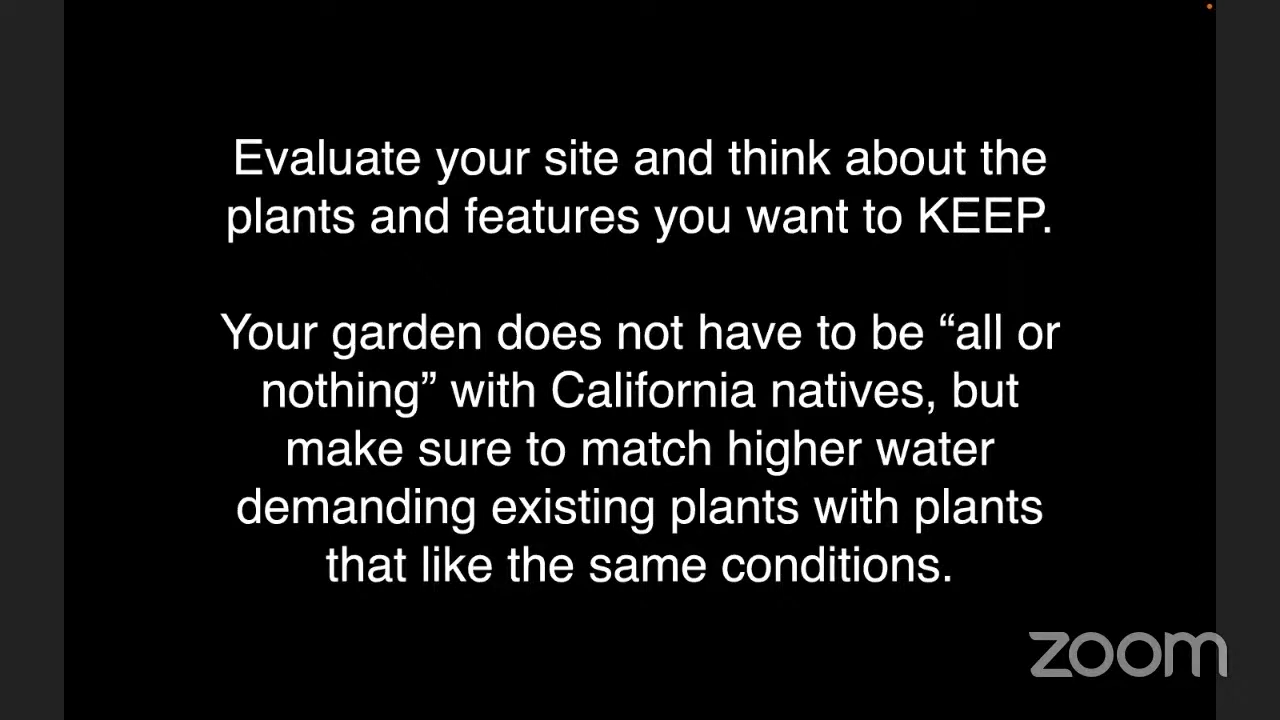 Evaluate your site and think about the
plants and features you want to KEEP.
Your garden does not have to be “all or
nothing” with California natives, but
make sure to match higher water
demanding existing plants with plants
that like the same conditions.
zoom